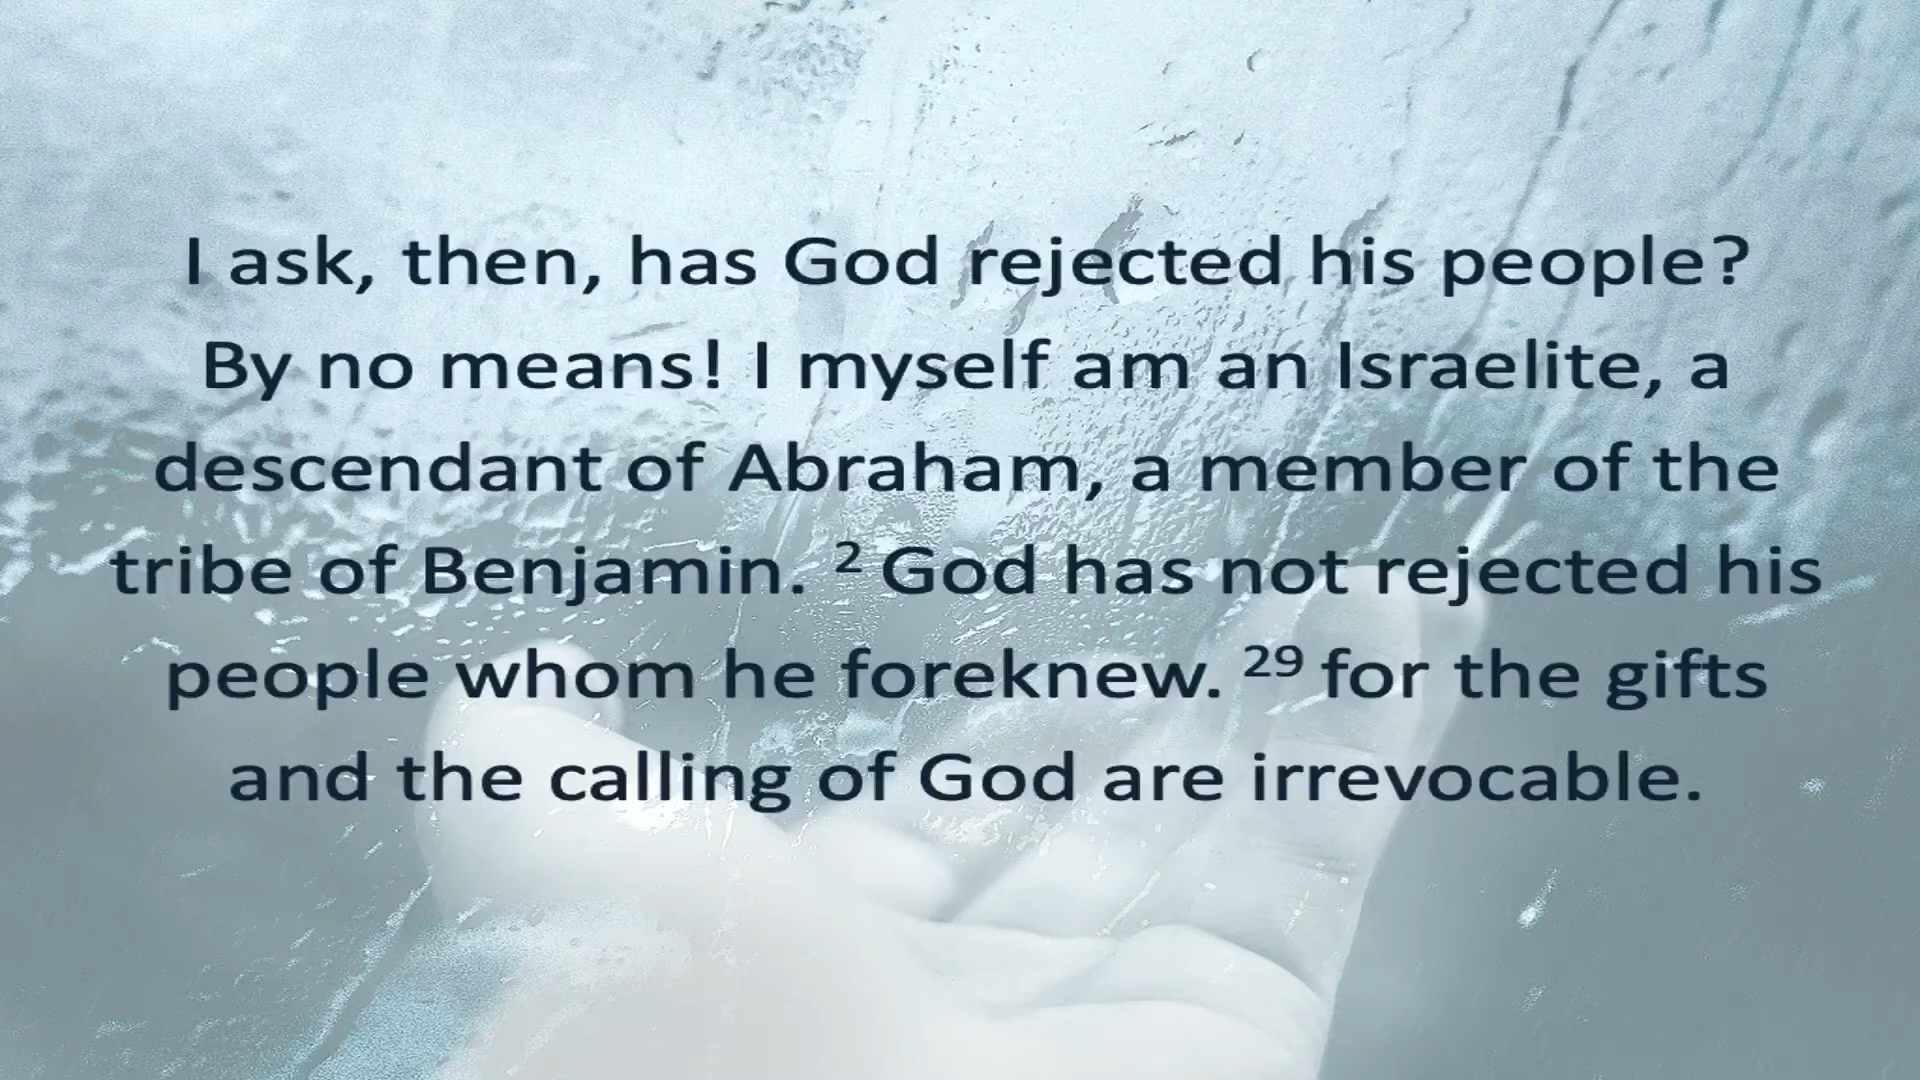 I ask, then, has God rejected his people?
By no means! I myself am an Israelite, a
descendant of Abraham, a member of the
tribe of Benjamin. ² God has not rejected his
people whom he foreknew. ²⁹ for the gifts
and the calling of God are irrevocable.